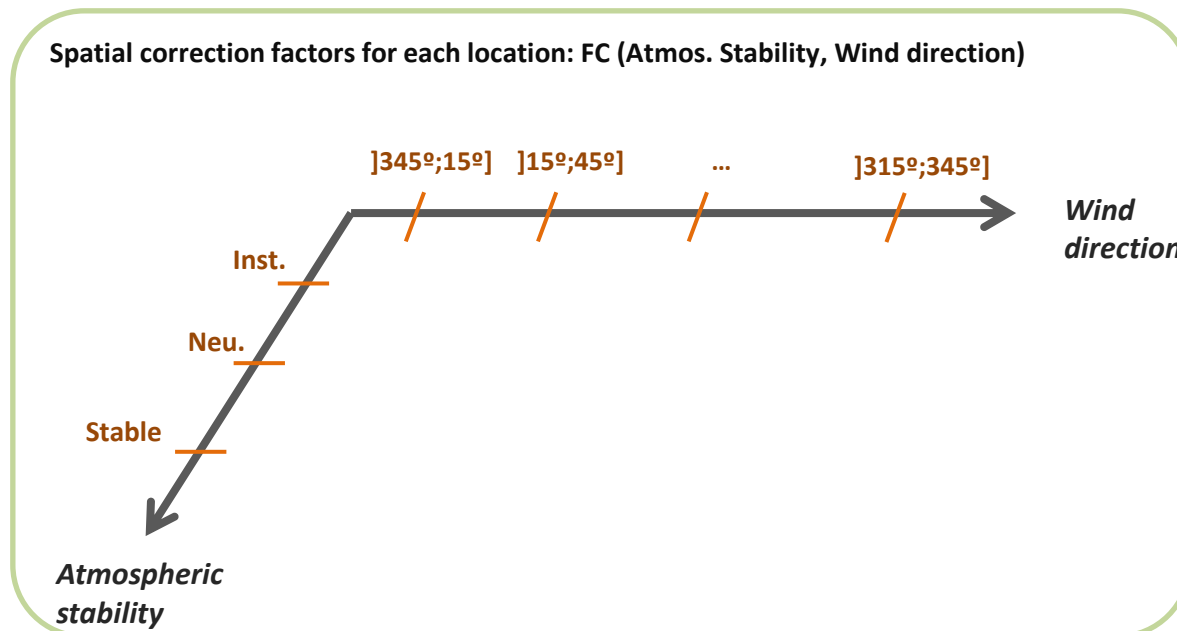 Spatial correction factors for each location: FC (Atmos. Stability, Wind direction)
]345º;15º] ]15º;45º] ... ]315º;345º]
Wind
direction
Inst.
Neu.
Stable
Atmospheric
stability